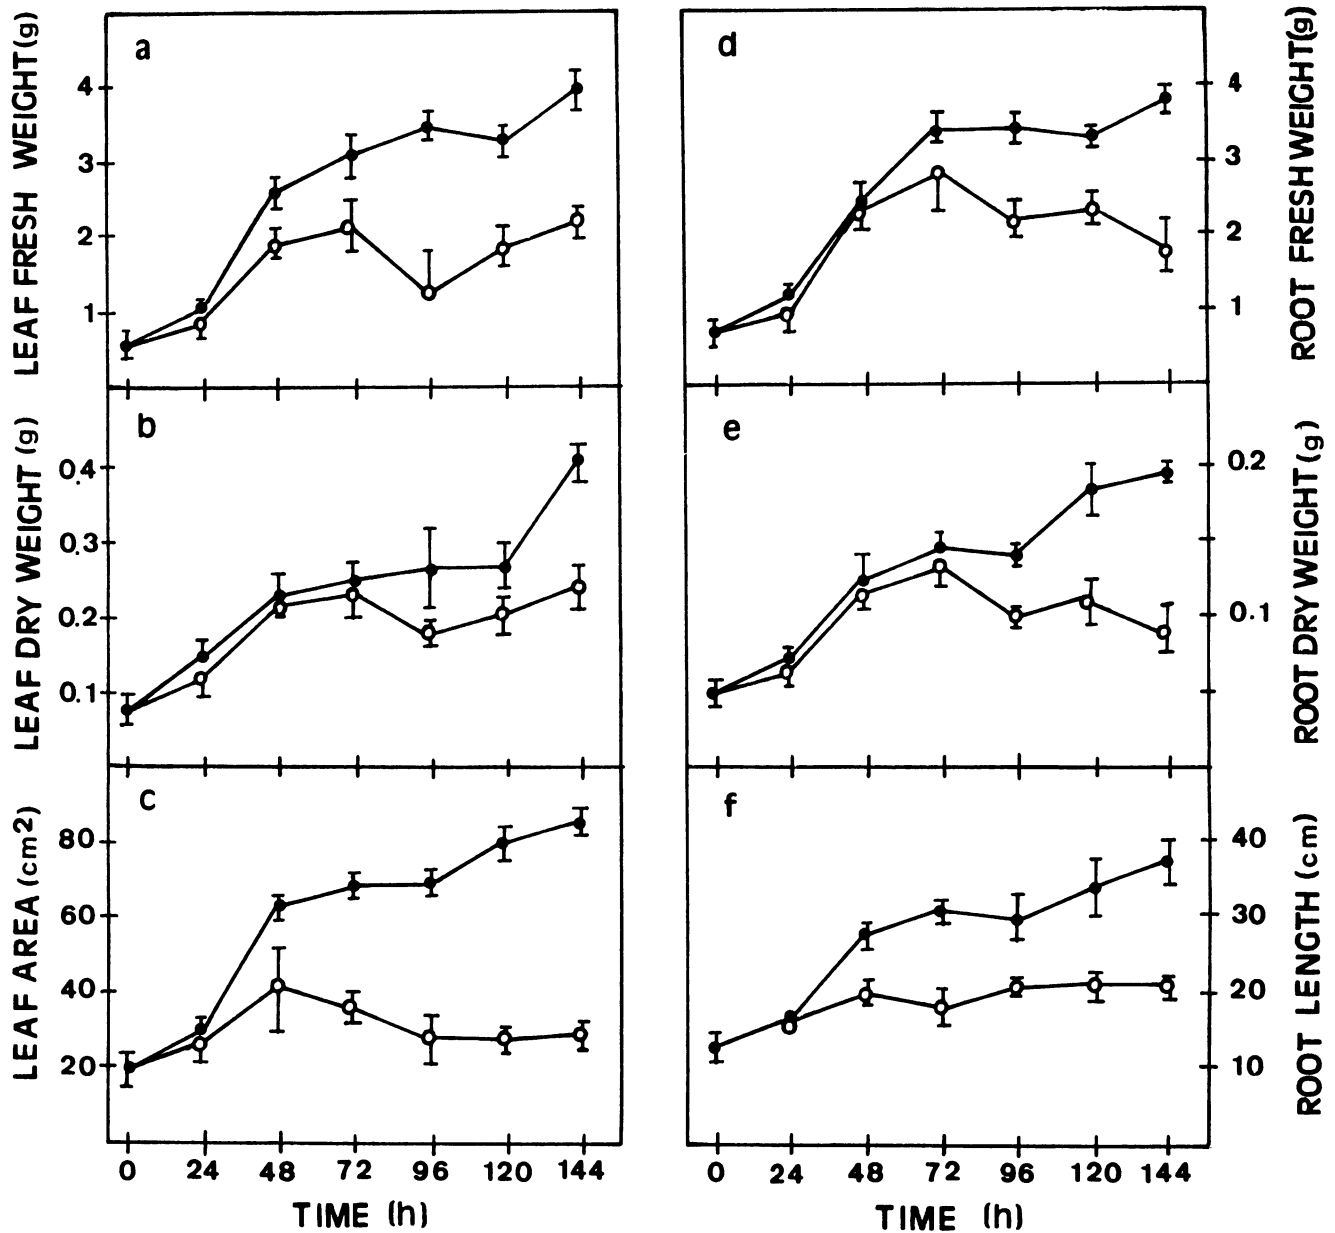 a
LEAF FRESH WEIGHT (g)
4
3
2
1
b
LEAF DRY WEIGHT (g)
0.4
0.3
0.2
0.1
c
LEAF AREA (cm2)
80
60
40
20
0 24 48 72 96 120 144
TIME (h)
d
ROOT FRESH WEIGHT (g)
4
3
2
1
e
ROOT DRY WEIGHT (g)
0.2
0.1
f
ROOT LENGTH (cm)
40
30
20
10
0 24 48 72 96 120 144
TIME (h)